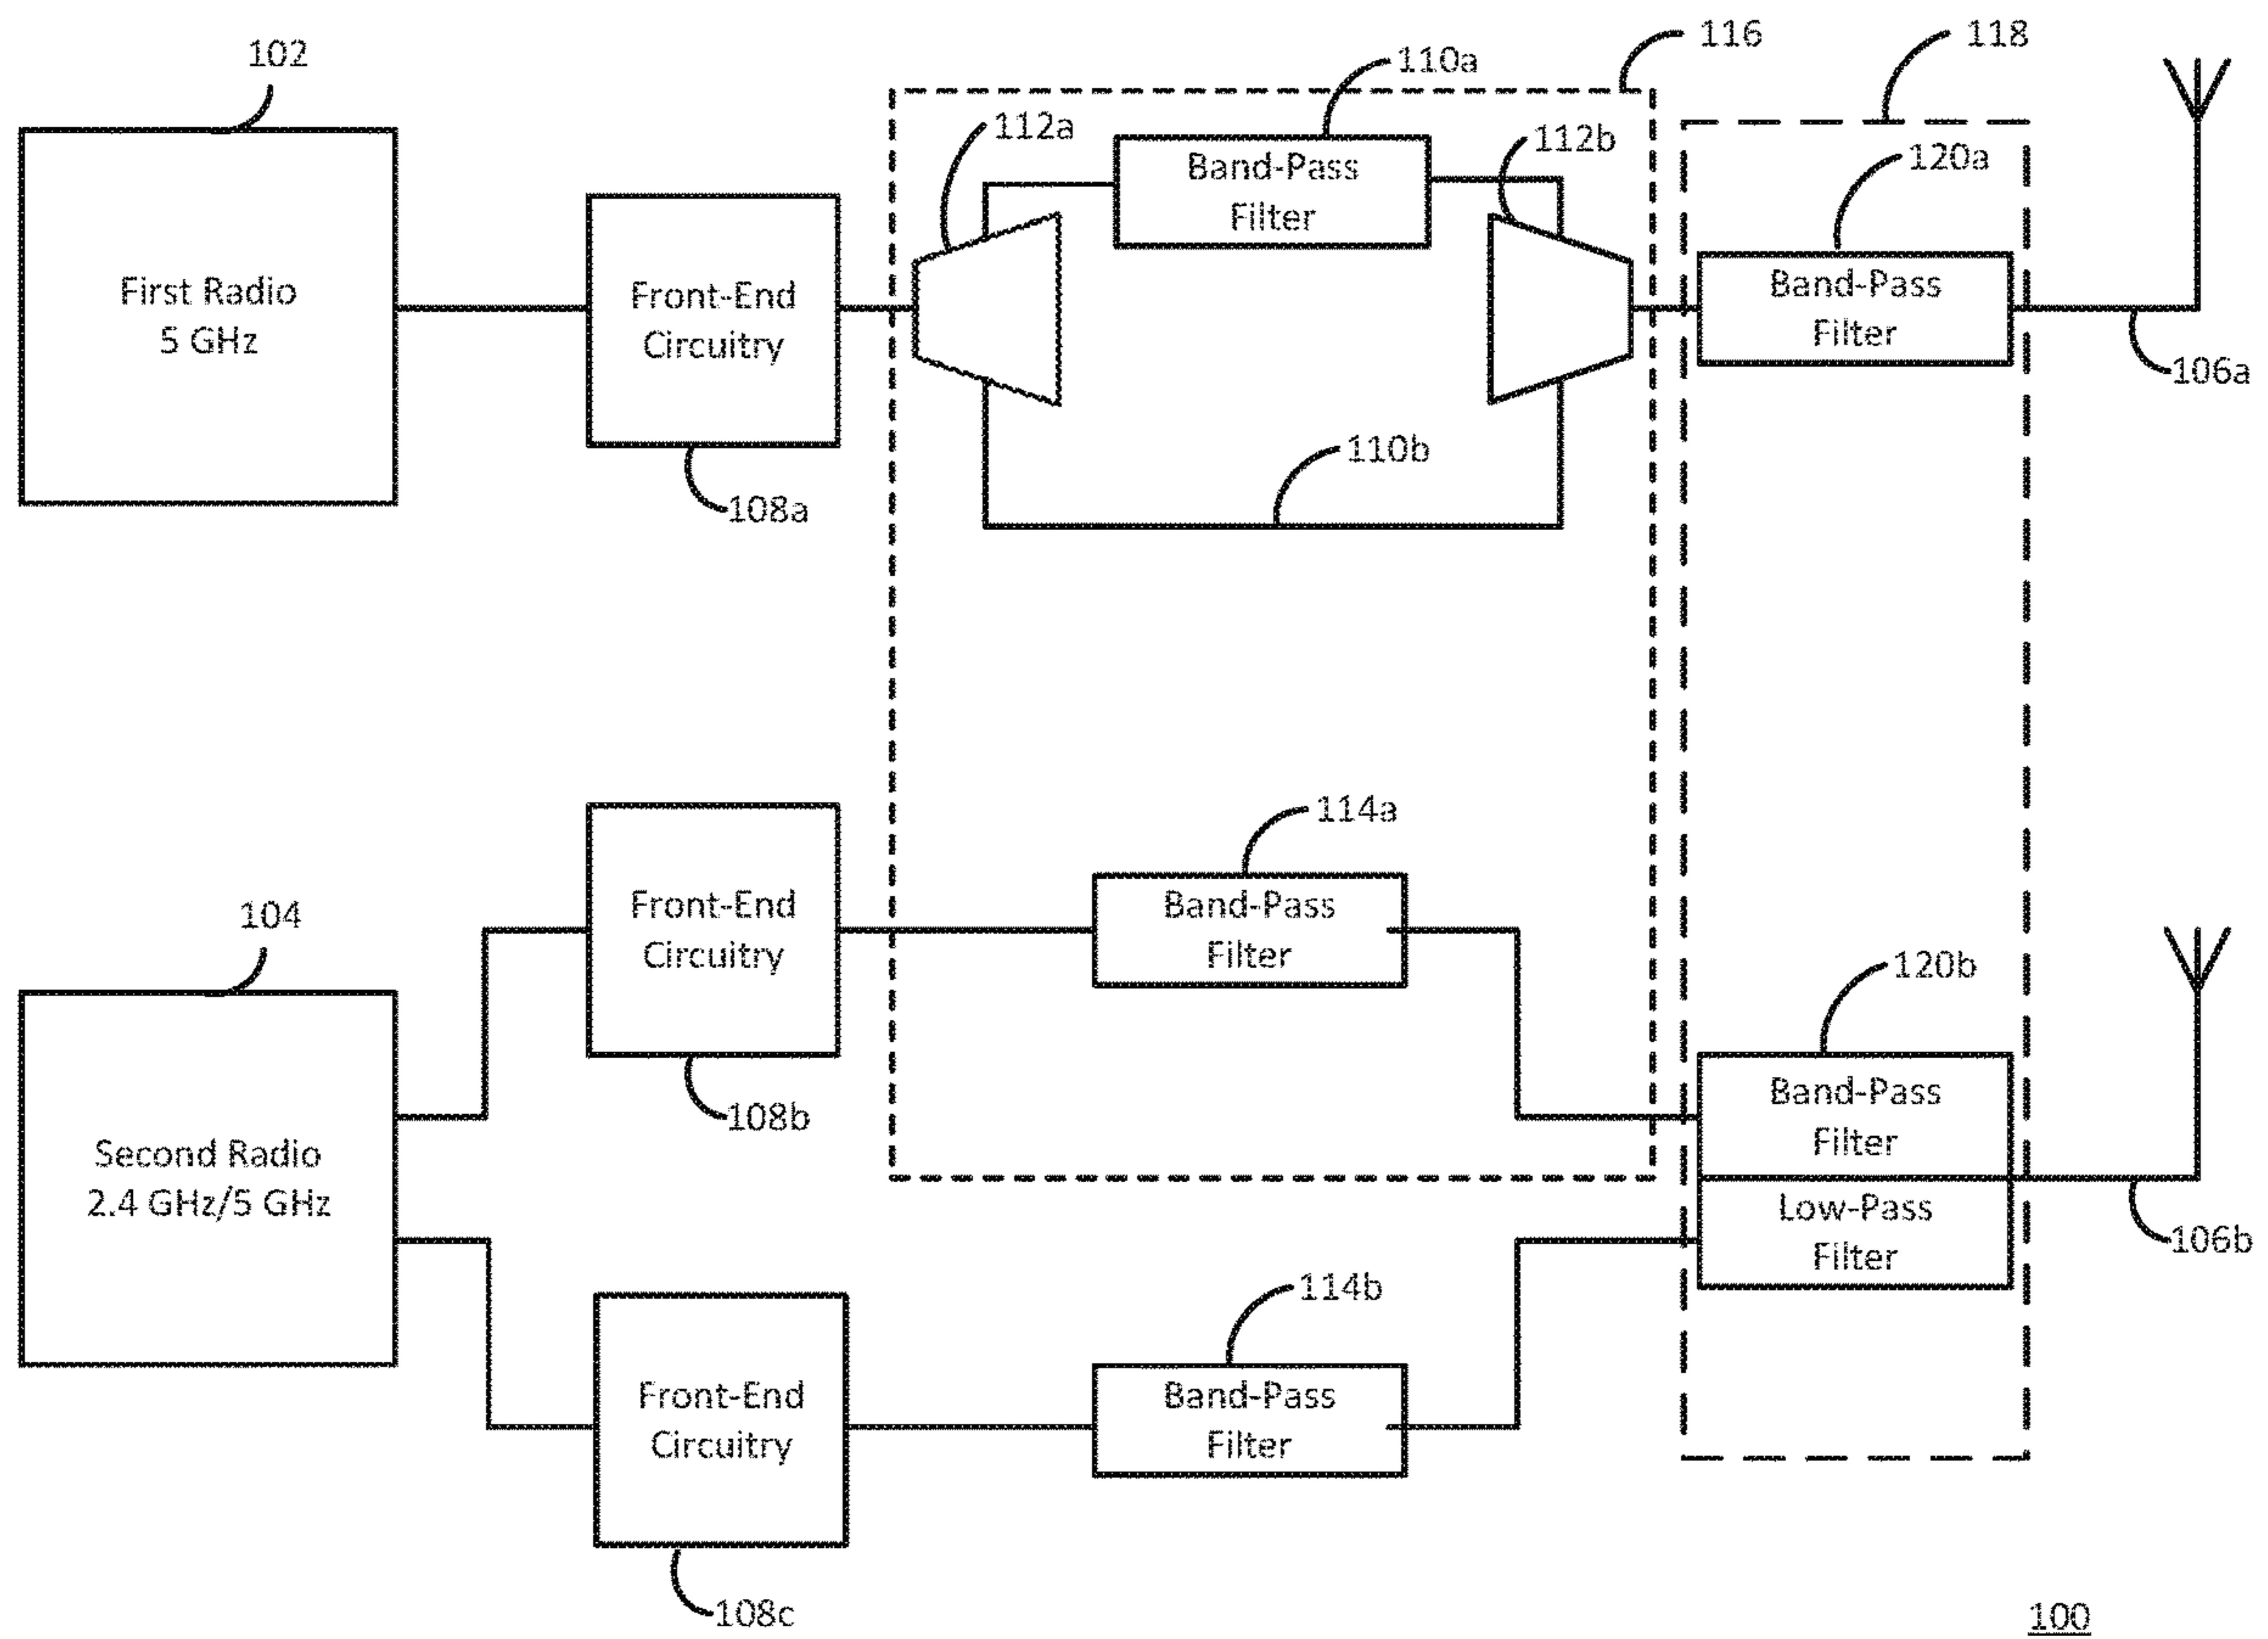 102
First Radio
5 GHz
Front-End
Circuitry
108a
112a
110a
Band-Pass
Filter
112b
116
110b
118
120a
Band-Pass
Filter
106a
104
Second Radio
2.4 GHz/5 GHz
Front-End
Circuitry
108b
114a
Band-Pass
Filter
120b
Band-Pass
Filter
Low-Pass
Filter
106b
Front-End
Circuitry
108c
114b
Band-Pass
Filter
100